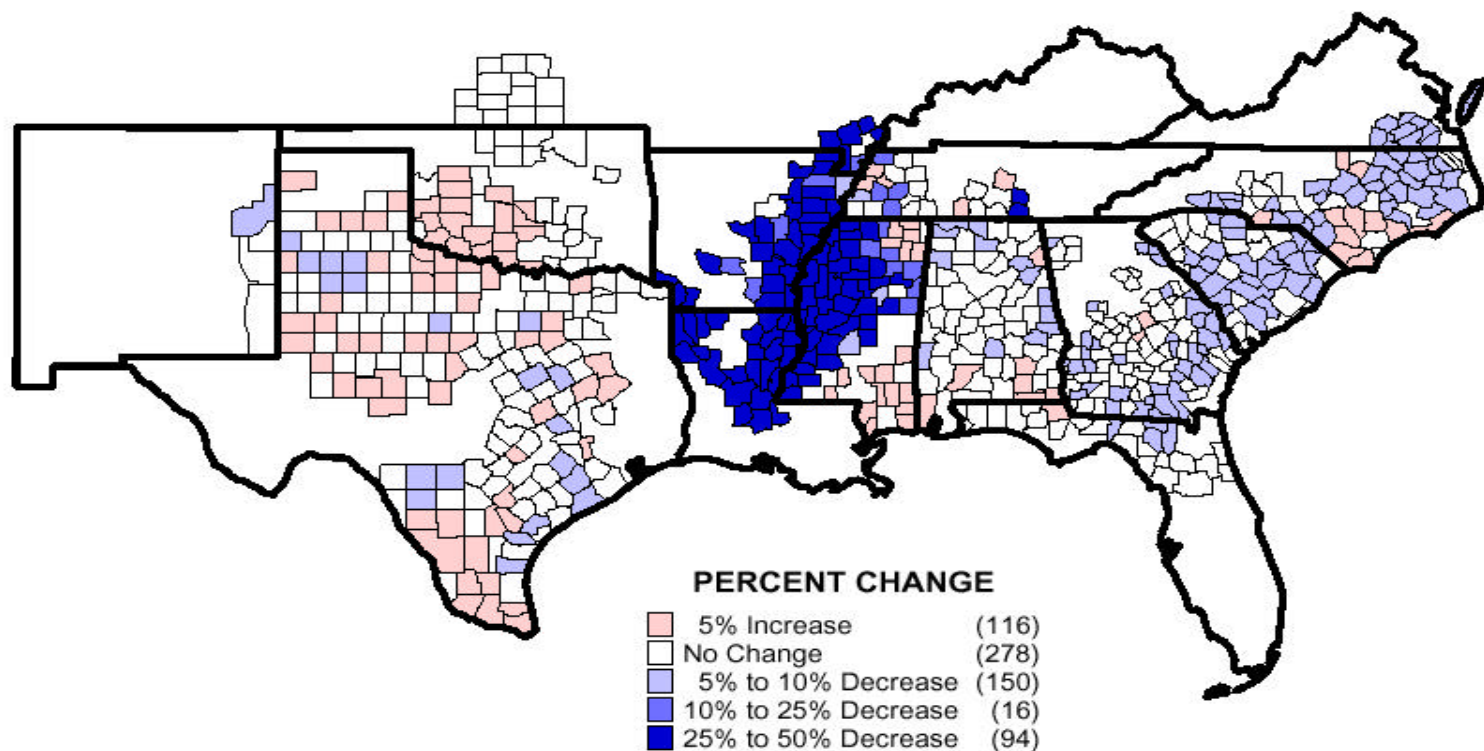 PERCENT CHANGE
5% Increase (116)
No Change (278)
5% to 10% Decrease (150)
10% to 25% Decrease (16)
25% to 50% Decrease (94)